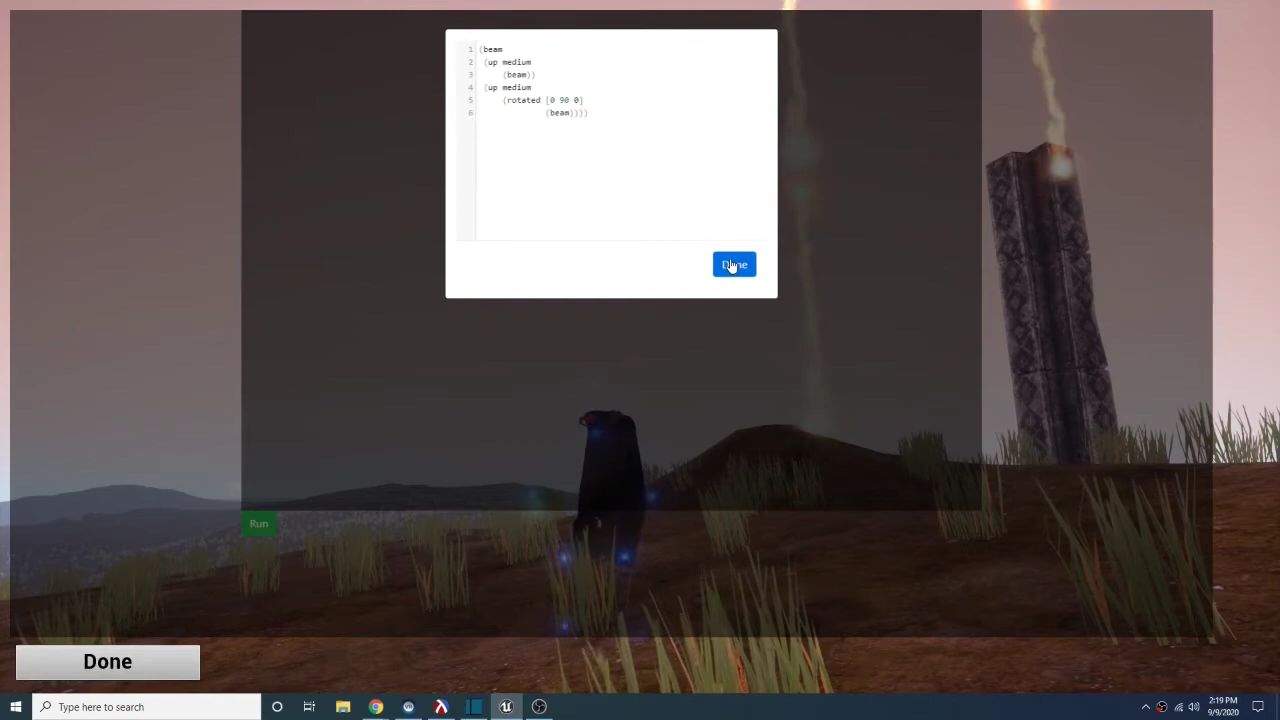 1 (beam
2 (up medium
3 (beam))
4 (up medium
5 (rotated [0 90 0]
6 (beam))))
Done
Run
Done
Type here to search
2:19 PM
9/9/2020